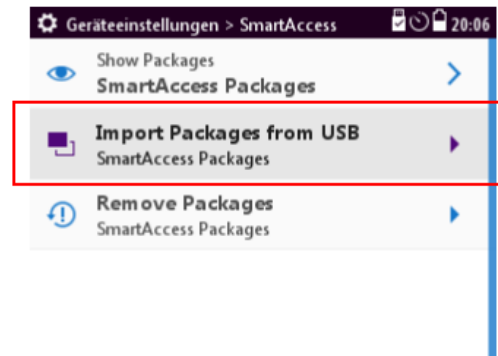 Geräteeinstellungen > SmartAccess 20:06
Show Packages
SmartAccess Packages
Import Packages from USB
SmartAccess Packages
Remove Packages
SmartAccess Packages